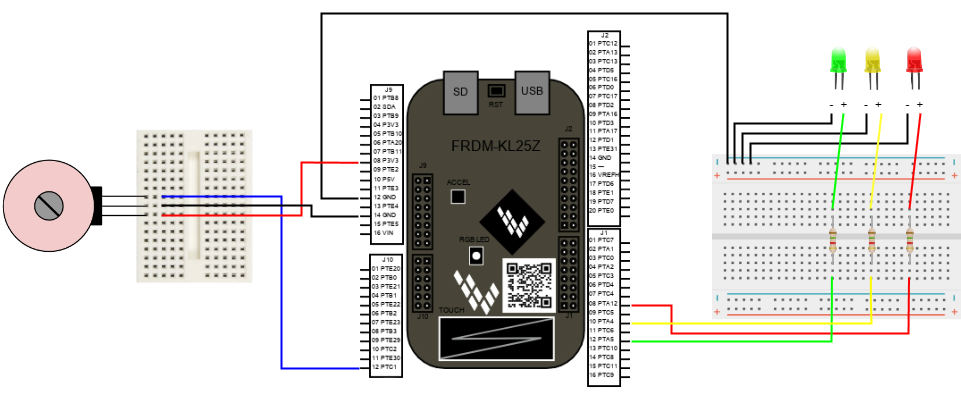 J9
01 PTB8
02 SDA
03 PTB9
04 P3V3
05 PTB10
06 PTA20
07 PTB11
08 P3V3
09 PTE2
10 P5V
11 PTE3
12 GND
13 PTE4
14 GND
15 PTE5
16 VIN
J10
01 PTE20
02 PTB0
03 PTE21
04 PTB1
05 PTE22
06 PTB2
07 PTE23
08 PTB3
09 PTE29
10 PTC2
11 PTE30
12 PTC1
SD
RST
USB
FRDM-KL25Z
J2
J9
ACCEL
RGB LED
J10
J1
TOUCH
J2
01 PTC12
02 PTA13
03 PTC13
04 PTD5
05 PTC16
06 PTD0
07 PTC17
08 PTD2
09 PTA16
10 PTD3
11 PTA17
12 PTD1
13 PTE31
14 GND
15 —
16 VREFH
17 PTD6
18 PTE1
19 PTD7
20 PTE0
J1
01 PTC7
02 PTA1
03 PTC0
04 PTA2
05 PTC3
06 PTD4
07 PTC4
08 PTA12
09 PTC5
10 PTA4
11 PTC6
12 PTA5
13 PTC10
14 PTC8
15 PTC11
16 PTC9
- + - + - +
- -
+ +
- -
+ +